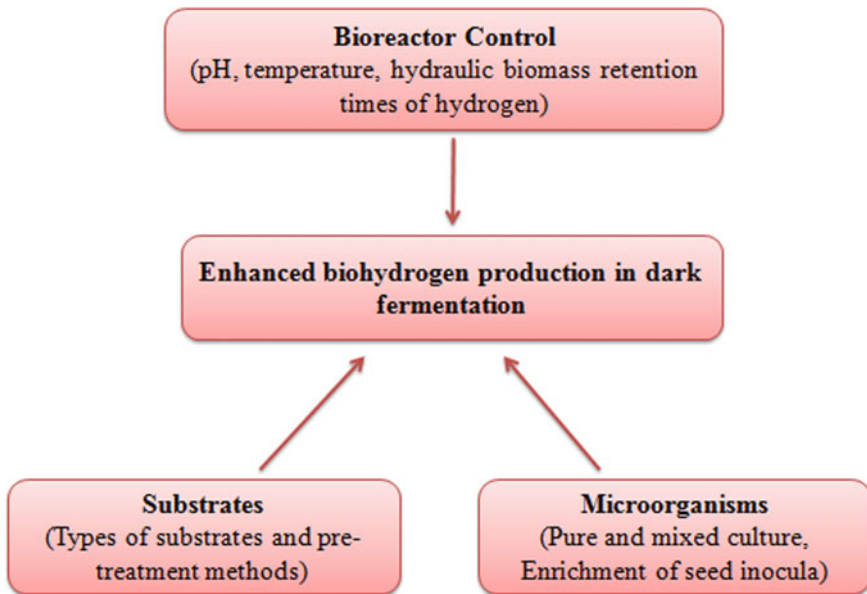 Bioreactor Control
(pH, temperature, hydraulic biomass retention
times of hydrogen)
Enhanced biohydrogen production in dark
fermentation
Substrates
(Types of substrates and pre-
treatment methods)
Microorganisms
(Pure and mixed culture,
Enrichment of seed inocula)